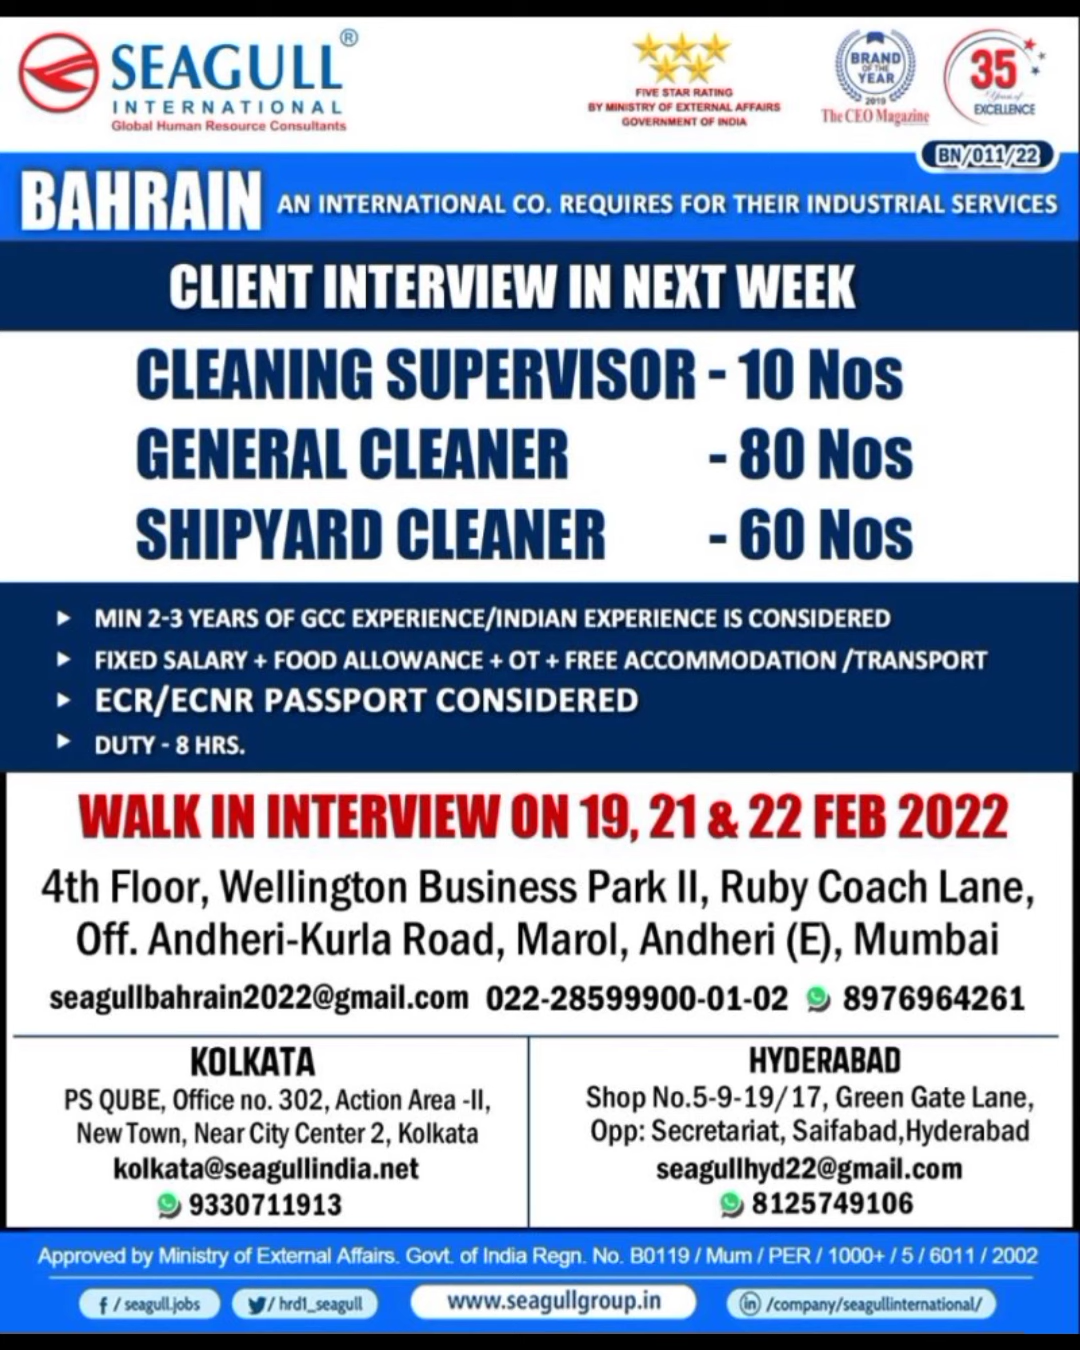 SEAGULL®
INTERNATIONAL
Global Human Resource Consultants
FIVE STAR RATING
BY MINISTRY OF EXTERNAL AFFAIRS
GOVERNMENT OF INDIA
BRAND
OF THE
YEAR
2019
The CEO Magazine
35
Years of
EXCELLENCE
BN/011/22
BAHRAIN AN INTERNATIONAL CO. REQUIRES FOR THEIR INDUSTRIAL SERVICES
CLIENT INTERVIEW IN NEXT WEEK
CLEANING SUPERVISOR - 10 Nos
GENERAL CLEANER - 80 Nos
SHIPYARD CLEANER - 60 Nos
MIN 2-3 YEARS OF GCC EXPERIENCE/INDIAN EXPERIENCE IS CONSIDERED
FIXED SALARY + FOOD ALLOWANCE + OT + FREE ACCOMMODATION /TRANSPORT
ECR/ECNR PASSPORT CONSIDERED
DUTY - 8 HRS.
WALK IN INTERVIEW ON 19, 21 & 22 FEB 2022
4th Floor, Wellington Business Park II, Ruby Coach Lane,
Off. Andheri-Kurla Road, Marol, Andheri (E), Mumbai
seagullbahrain2022@gmail.com 022-28599900-01-02 8976964261
KOLKATA
PS QUBE, Office no. 302, Action Area -II,
New Town, Near City Center 2, Kolkata
kolkata@seagullindia.net
9330711913
HYDERABAD
Shop No.5-9-19/17, Green Gate Lane,
Opp: Secretariat, Saifabad,Hyderabad
seagullhyd22@gmail.com
8125749106
Approved by Ministry of External Affairs. Govt. of India Regn. No. B0119 / Mum / PER / 1000+ / 5 / 6011 / 2002
f / seagull.jobs
/ hrd1_seagull
www.seagullgroup.in
in /company/seagullinternational/